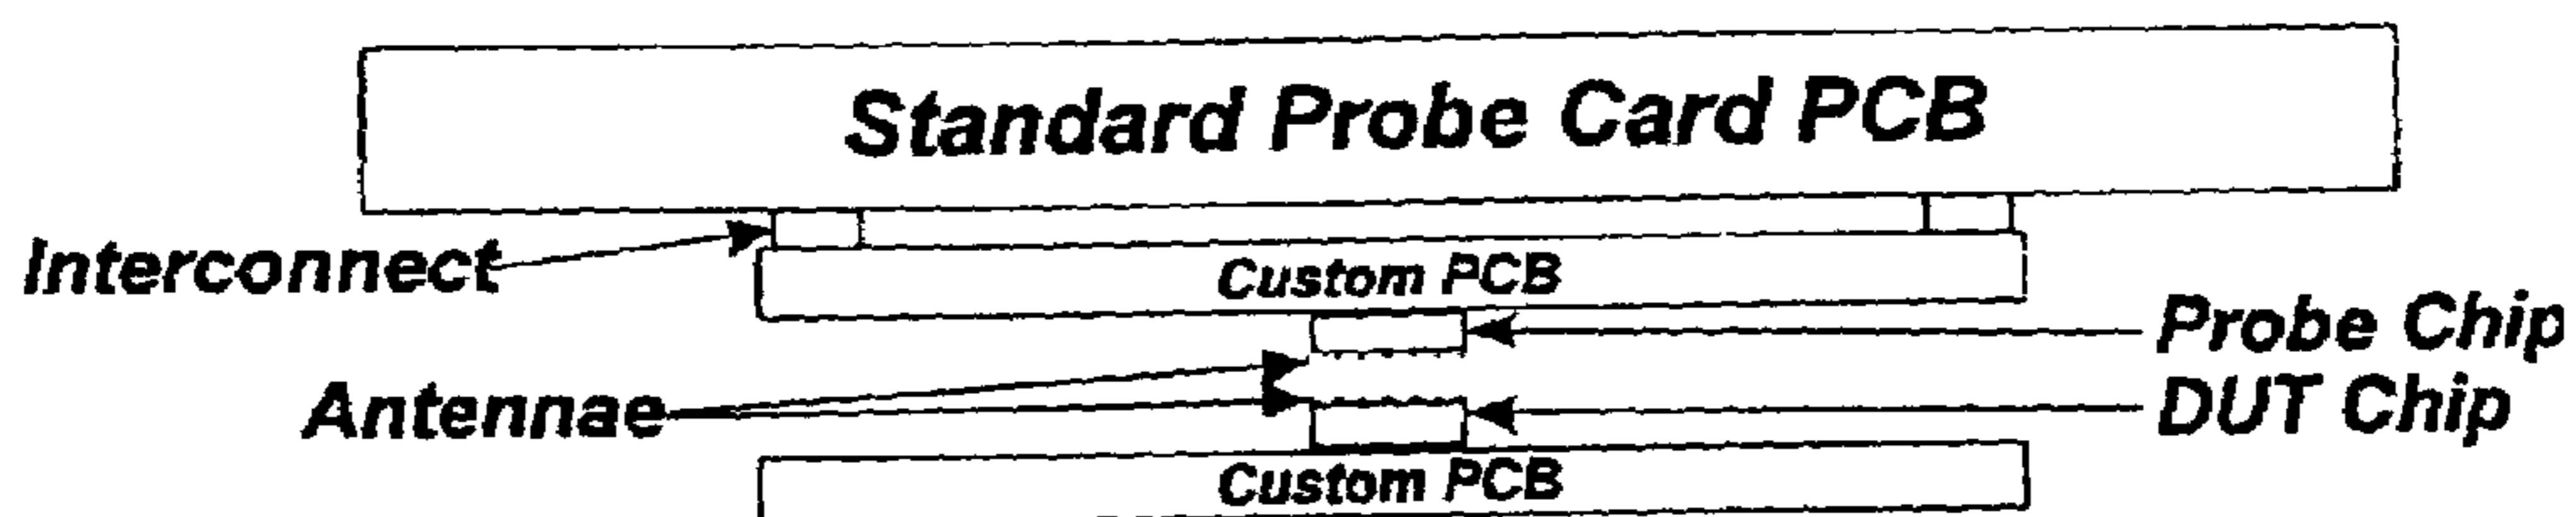 Standard Probe Card PCB
Interconnect
Custom PCB
Probe Chip
Antennae
DUT Chip
Custom PCB